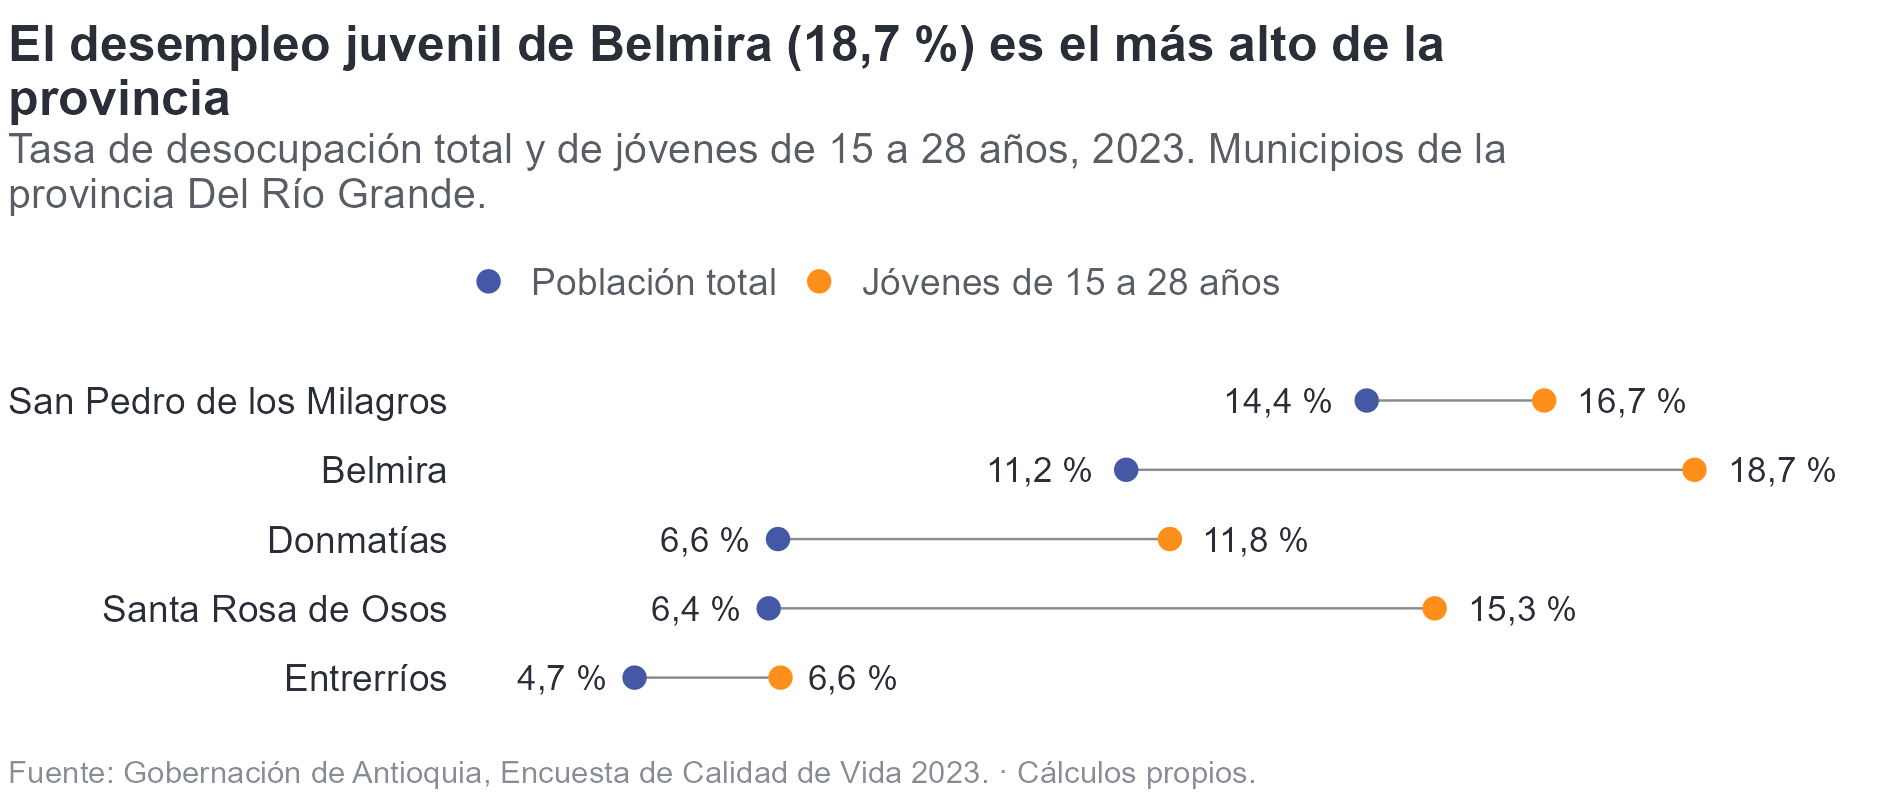 El desempleo juvenil de Belmira (18,7 %) es el más alto de la
provincia
Tasa de desocupación total y de jóvenes de 15 a 28 años, 2023. Municipios de la
provincia Del Río Grande.
Población total Jóvenes de 15 a 28 años
San Pedro de los Milagros 14,4 % 16,7 %
Belmira 11,2 % 18,7 %
Donmatías 6,6 % 11,8 %
Santa Rosa de Osos 6,4 % 15,3 %
Entrerríos 4,7 % 6,6 %
Fuente: Gobernación de Antioquia, Encuesta de Calidad de Vida 2023. · Cálculos propios.